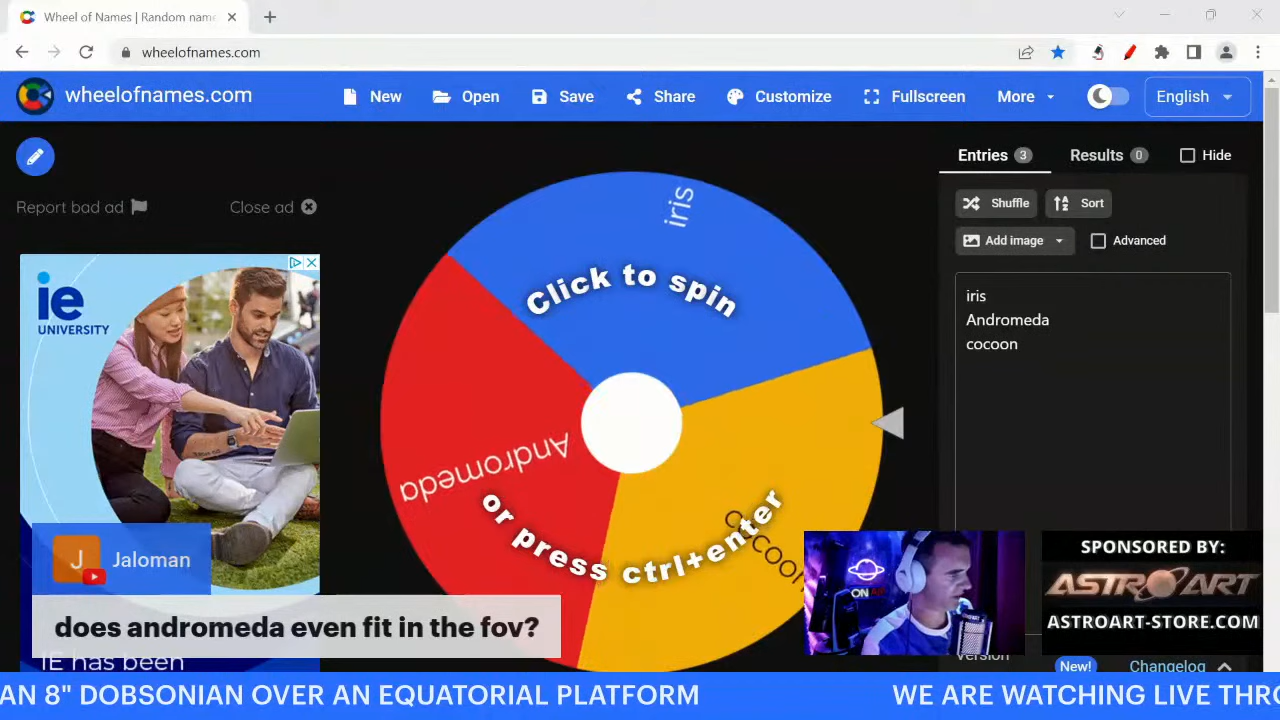 Wheel of Names | Random name
wheelofnames.com
wheelofnames.com
New
Open
Save
Share
Customize
Fullscreen
More
English
Entries 3
Results 0
Hide
Report bad ad
Close ad
Shuffle
Sort
Add image
Advanced
iris
Andromeda
cocoon
iris
Click to spin
Andromeda
or press ctrl+enter
cocoon
ie
UNIVERSITY
J Jaloman
does andromeda even fit in the fov?
IE has been
ON AIR
SPONSORED BY:
ASTROART
ASTROART-STORE.COM
Version
New!
Changelog
AN 8" DOBSONIAN OVER AN EQUATORIAL PLATFORM
WE ARE WATCHING LIVE THRO